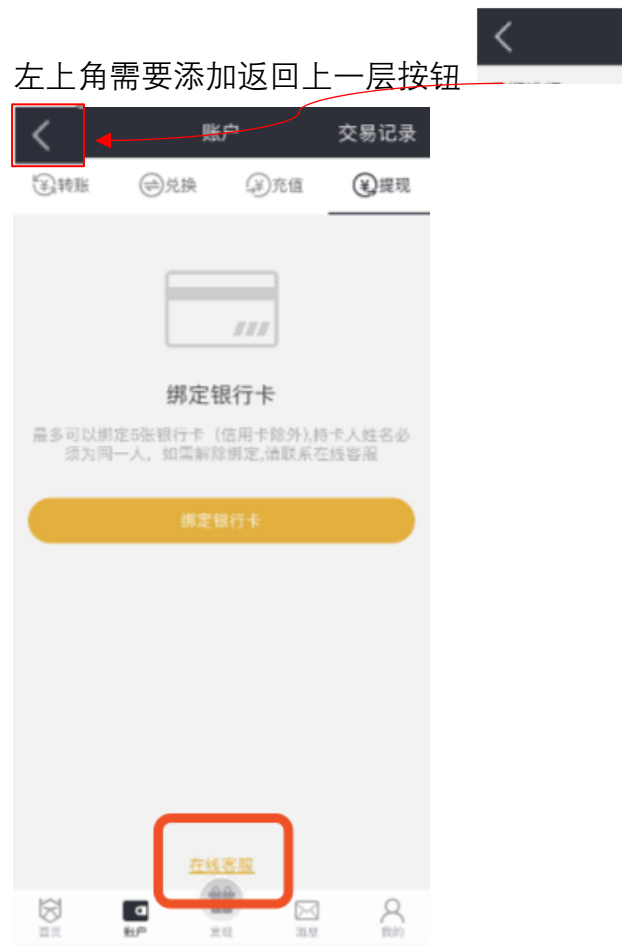 左上角需要添加返回上一层按钮
账户
交易记录
转账
兑换
充值
提现
绑定银行卡
最多可以绑定5张银行卡（信用卡除外),持卡人姓名必
须为同一人，如需解除绑定,请联系在线客服
绑定银行卡
在线客服
首页
账户
发现
消息
我的